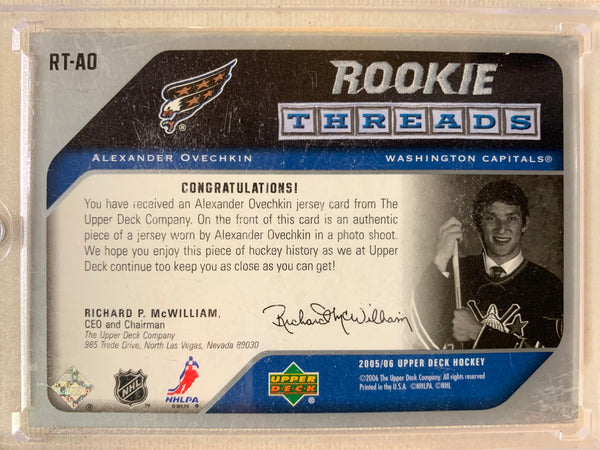 RT-AO
ROOKIE
THREADS
ALEXANDER OVECHKIN
WASHINGTON CAPITALS®
CONGRATULATIONS!
You have received an Alexander Ovechkin jersey card from The
Upper Deck Company. On the front of this card is an authentic
piece of a jersey worn by Alexander Ovechkin in a photo shoot.
We hope you enjoy this piece of hockey history as we at Upper
Deck continue too keep you as close as you can get!
RICHARD P. McWILLIAM,
CEO and Chairman
The Upper Deck Company
985 Trade Drive, North Las Vegas, Nevada 89030
Richard P. McWilliam
NHL
NHLPA
UPPER
DECK
2005/06 UPPER DECK HOCKEY
©2006 The Upper Deck Company. All rights reserved
Printed in the U.S.A. ©NHLPA. ©NHL